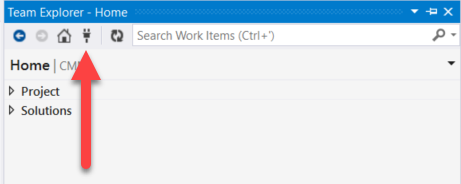 Team Explorer - Home
Search Work Items (Ctrl+')
Home |
Project
Solutions